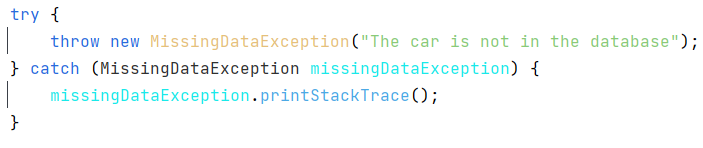 try {
    throw new MissingDataException("The car is not in the database");
} catch (MissingDataException missingDataException) {
    missingDataException.printStackTrace();
}